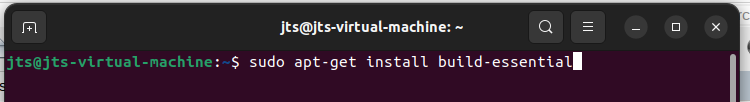 jts@jts-virtual-machine: ~
jts@jts-virtual-machine:~$ sudo apt-get install build-essential